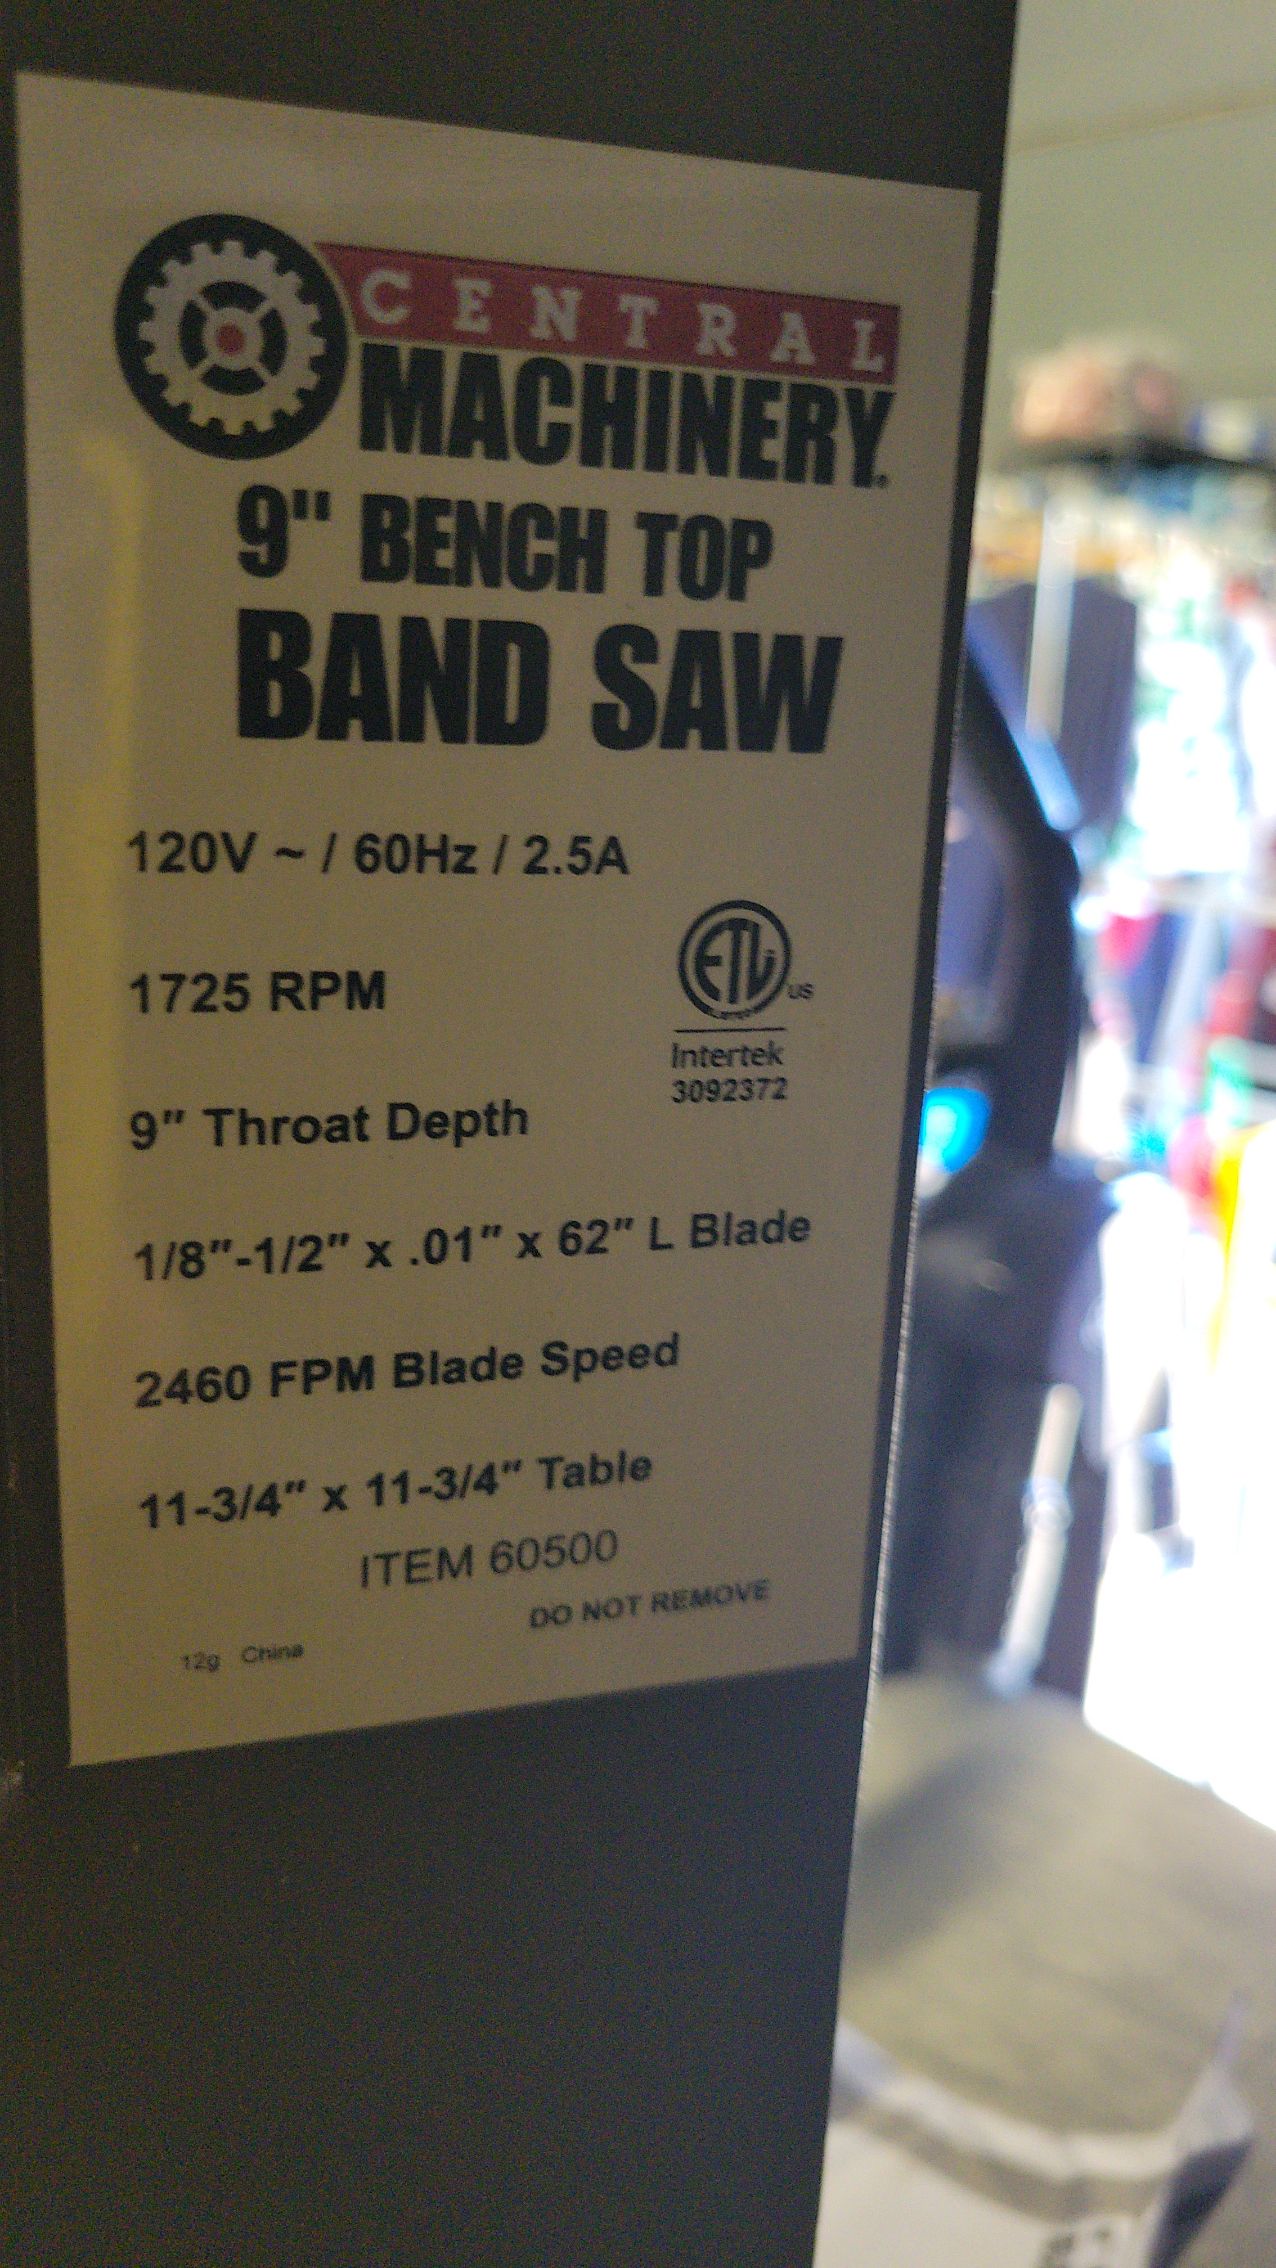 CENTRAL
MACHINERY.
9" BENCH TOP
BAND SAW
120V ~ / 60Hz / 2.5A
1725 RPM
ETL US
Intertek
3092372
9" Throat Depth
1/8"-1/2" x .01" x 62" L Blade
2460 FPM Blade Speed
11-3/4" x 11-3/4" Table
ITEM 60500
DO NOT REMOVE
12g China